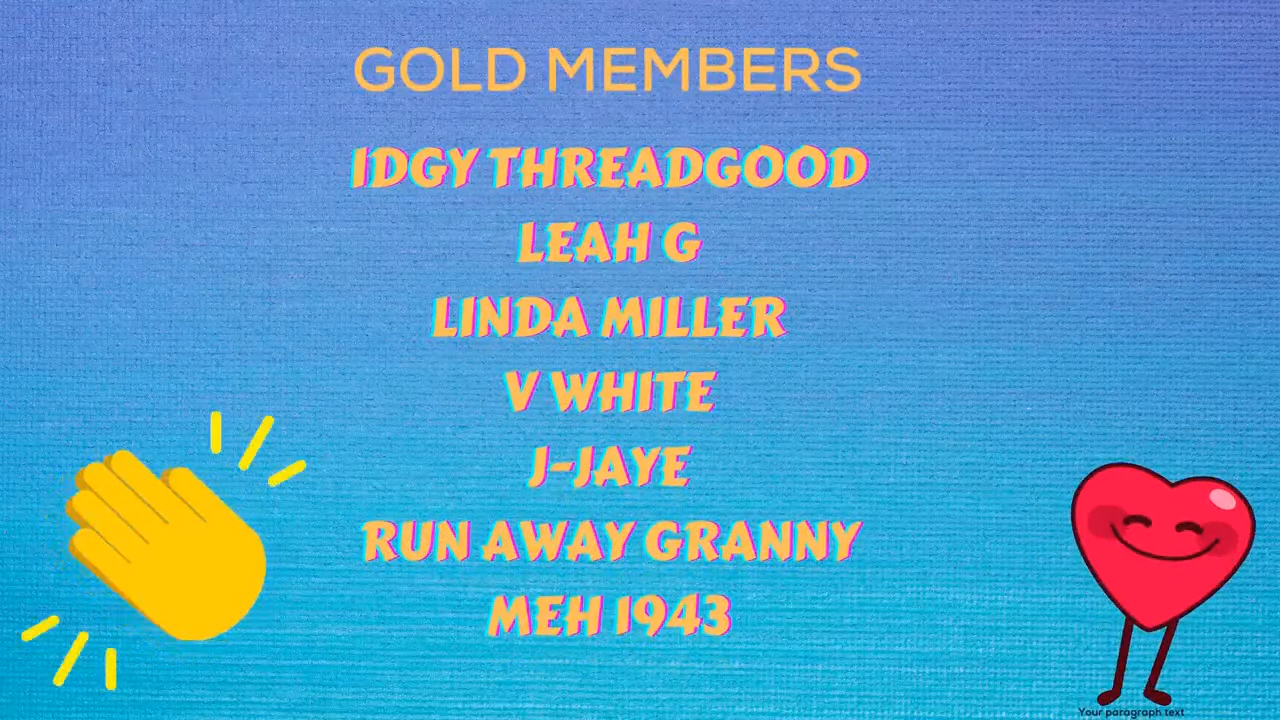 GOLD MEMBERS
IDGY THREADGOOD
LEAH G
LINDA MILLER
V WHITE
J-JAYE
RUN AWAY GRANNY
MEH 1943
Your paragraph text